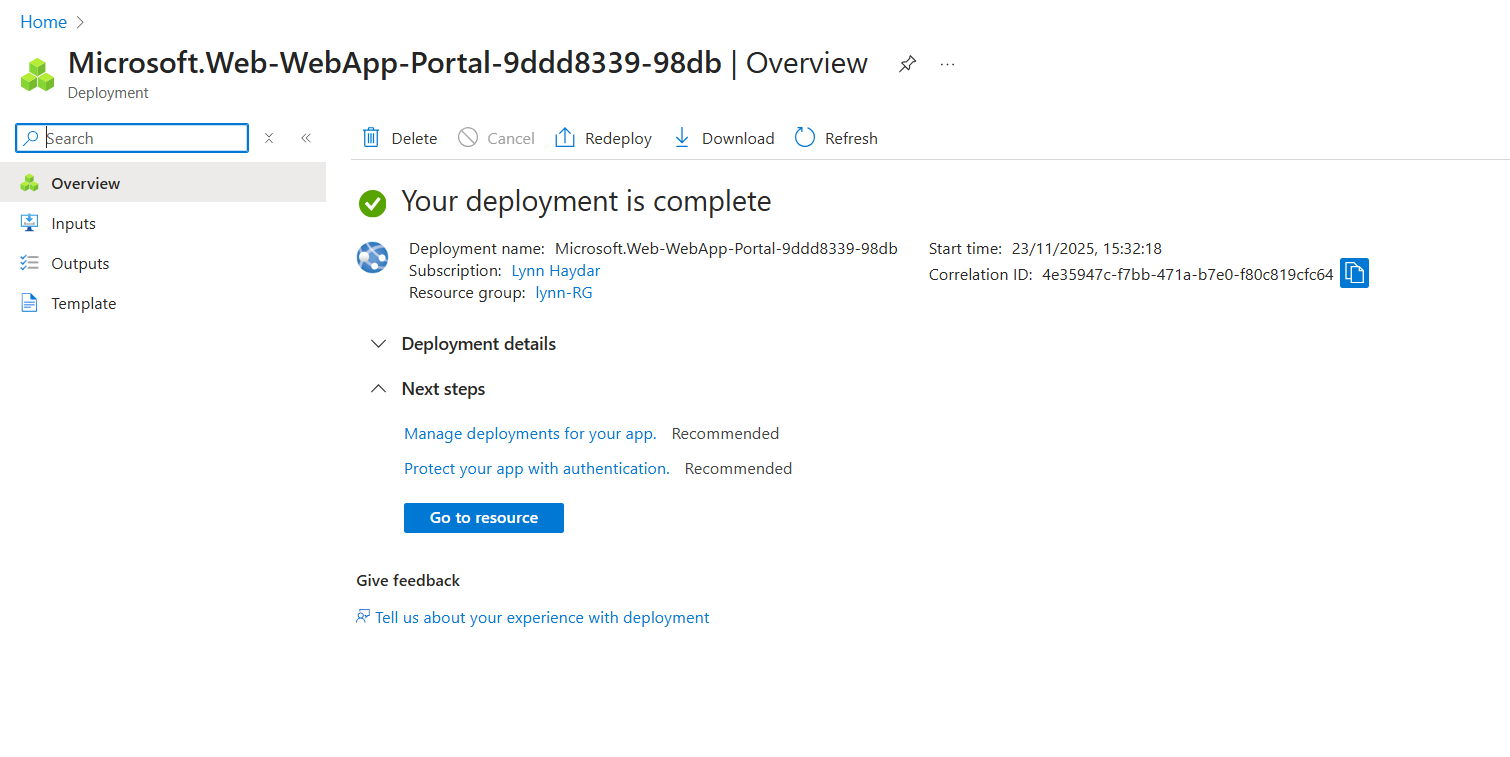 Home
Microsoft.Web-WebApp-Portal-9ddd8339-98db | Overview
Deployment
Search
Overview
Inputs
Outputs
Template
Delete Cancel Redeploy Download Refresh
Your deployment is complete
Deployment name: Microsoft.Web-WebApp-Portal-9ddd8339-98db
Subscription: Lynn Haydar
Resource group: lynn-RG
Start time: 23/11/2025, 15:32:18
Correlation ID: 4e35947c-f7bb-471a-b7e0-f80c819cfc64
Deployment details
Next steps
Manage deployments for your app. Recommended
Protect your app with authentication. Recommended
Go to resource
Give feedback
Tell us about your experience with deployment